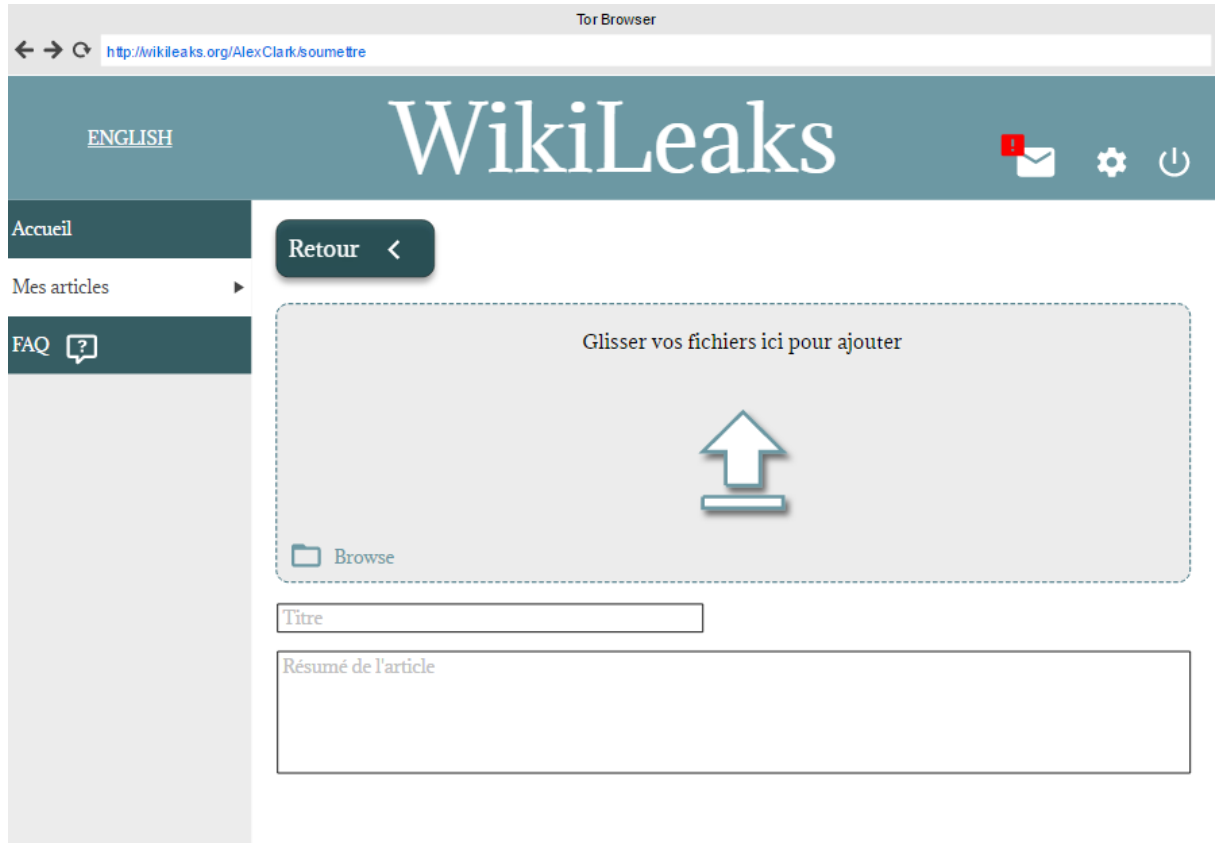 Tor Browser
http://wikileaks.org/AlexClark/soumettre
ENGLISH
WikiLeaks
!
Accueil
Retour
Mes articles
FAQ ?
Glisser vos fichiers ici pour ajouter
Browse
Titre
Résumé de l'article